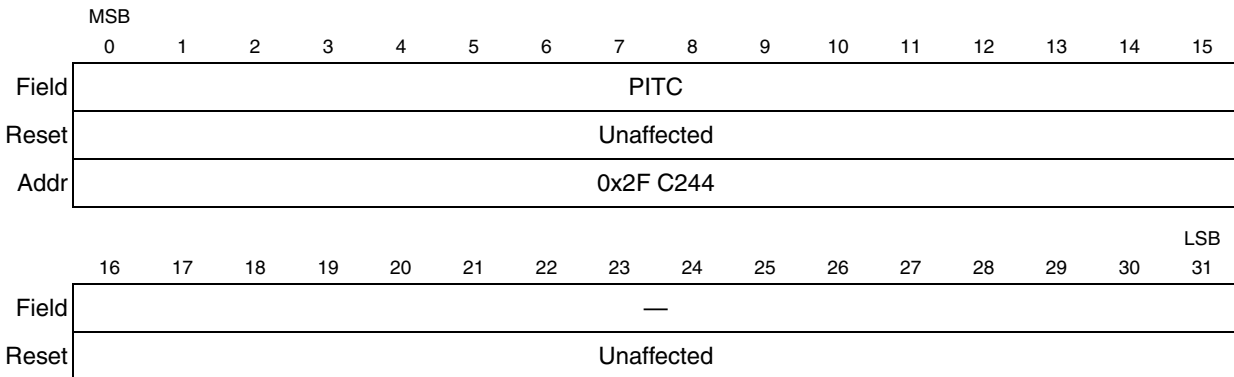 MSB
0 1 2 3 4 5 6 7 8 9 10 11 12 13 14 15
Field PITC
Reset Unaffected
Addr 0x2F C244
LSB
16 17 18 19 20 21 22 23 24 25 26 27 28 29 30 31
Field —
Reset Unaffected